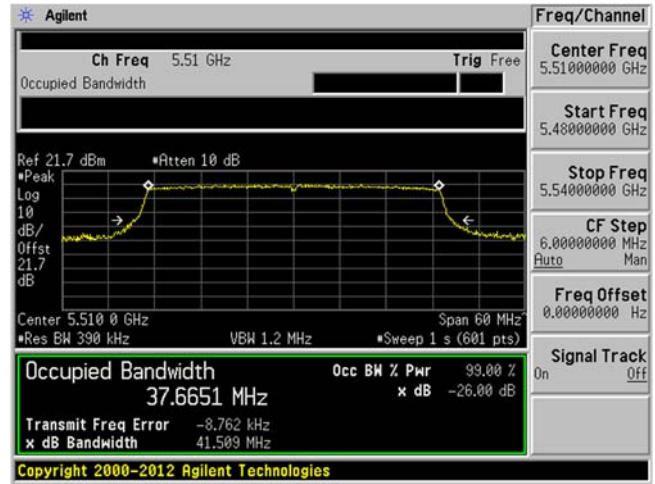 Agilent
Freq/Channel
Ch Freq 5.51 GHz Trig Free
Occupied Bandwidth
Center Freq
5.51000000 GHz
Start Freq
5.48000000 GHz
Stop Freq
5.54000000 GHz
CF Step
6.00000000 MHz
Auto Man
Freq Offset
0.00000000 Hz
Signal Track
On Off
Ref 21.7 dBm #Atten 10 dB
#Peak
Log
10
dB/
Offst
21.7
dB
Center 5.510 0 GHz Span 60 MHz^
#Res BW 390 kHz VBW 1.2 MHz #Sweep 1 s (601 pts)
Occupied Bandwidth Occ BW % Pwr 99.00 %
37.6651 MHz x dB -26.00 dB
Transmit Freq Error -8.762 kHz
x dB Bandwidth 41.509 MHz
Copyright 2000-2012 Agilent Technologies